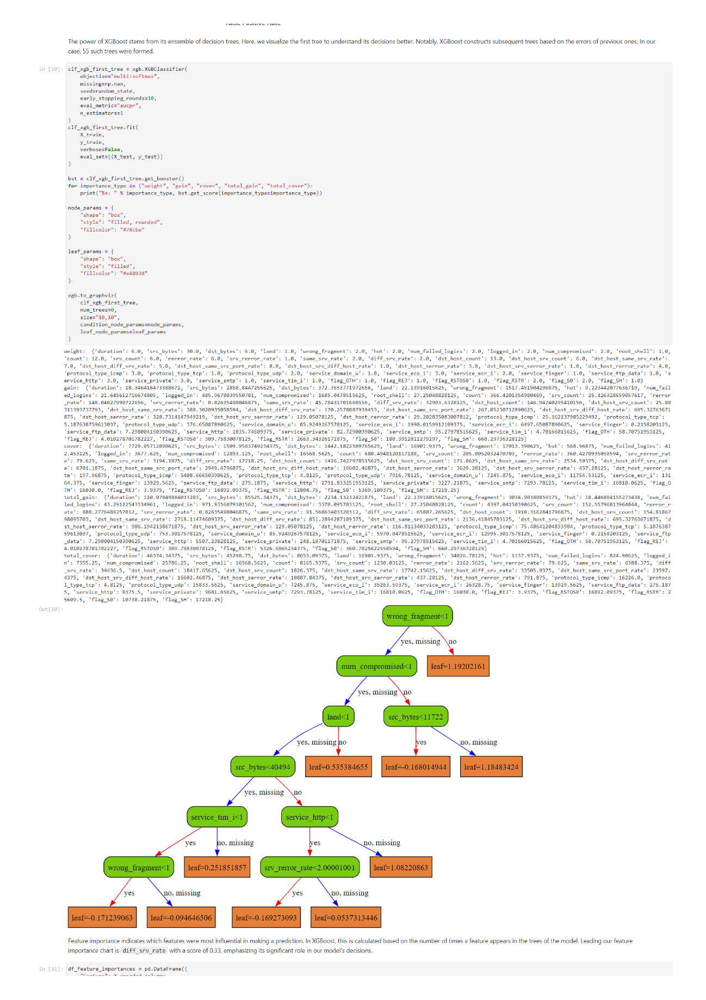 The power of XGBoost stems from its ensemble of decision trees. Here, we visualize the first tree to understand its decisions better. Notably, XGBoost constructs subsequent trees based on the errors of previous ones. In our
case, 55 such trees were formed.
In [20]: clf_xgb_first_tree = xgb.XGBClassifier(
objective="multi:softmax",
missing=np.nan,
seed=random_state,
early_stopping_rounds=10,
eval_metric="aucpr",
n_estimators=1
)
clf_xgb_first_tree.fit(
X_train,
y_train,
verbose=False,
eval_set=[(X_test, y_test)]
)
bst = clf_xgb_first_tree.get_booster()
for importance_type in ("weight", "gain", "cover", "total_gain", "total_cover"):
print("%s: " % importance_type, bst.get_score(importance_type=importance_type))
node_params = {
"shape": "box",
"style": "filled, rounded",
"fillcolor": "#78cbe"
}
leaf_params = {
"shape": "box",
"style": "filled",
"fillcolor": "#e48038"
}
xgb.to_graphviz(
clf_xgb_first_tree,
num_trees=0,
size="10,10",
condition_node_params=node_params,
leaf_node_params=leaf_params
)
weight: {'duration': 6.0, 'src_bytes': 30.0, 'dst_bytes': 6.0, 'land': 1.0, 'wrong_fragment': 2.0, 'hot': 2.0, 'num_failed_logins': 2.0, 'logged_in': 2.0, 'num_compromised': 2.0, 'root_shell': 1.0,
'count': 12.0, 'srv_count': 6.0, 'rerror_rate': 6.0, 'srv_rerror_rate': 1.0, 'same_srv_rate': 2.0, 'diff_srv_rate': 2.0, 'dst_host_count': 13.0, 'dst_host_srv_count': 6.0, 'dst_host_same_srv_rate':
7.0, 'dst_host_diff_srv_rate': 5.0, 'dst_host_same_src_port_rate': 8.0, 'dst_host_srv_diff_host_rate': 1.0, 'dst_host_serror_rate': 3.0, 'dst_host_srv_serror_rate': 1.0, 'dst_host_rerror_rate': 4.0,
'protocol_type_icmp': 3.0, 'protocol_type_tcp': 1.0, 'protocol_type_udp': 2.0, 'service_domain_u': 1.0, 'service_eco_i': 3.0, 'service_ecr_i': 2.0, 'service_finger': 1.0, 'service_ftp_data': 1.0, 's
ervice_http': 3.0, 'service_private': 3.0, 'service_smtp': 1.0, 'service_tim_i': 1.0, 'flag_OTH': 1.0, 'flag_REJ': 1.0, 'flag_RSTOS0': 1.0, 'flag_RSTR': 2.0, 'flag_S0': 2.0, 'flag_SH': 1.0}
gain: {'duration': 18.346416473388672, 'src_bytes': 2850.8447265625, 'dst_bytes': 372.3553771972656, 'land': 22.13916015625, 'wrong_fragment': 1517.451904296875, 'hot': 9.223442077636719, 'num_fail
ed_logins': 21.645612716674805, 'logged_in': 485.9678039550781, 'num_compromised': 1685.0478515625, 'root_shell': 27.25048828125, 'count': 366.4201354980469, 'srv_count': 25.426328659057617, 'rerror
_rate': 148.04627990722656, 'srv_rerror_rate': 0.82635498046875, 'same_srv_rate': 45.78431701660156, 'diff_srv_rate': 32903.6328125, 'dst_host_count': 146.94740295410156, 'dst_host_srv_count': 25.80
311393737793, 'dst_host_same_srv_rate': 388.3020935058594, 'dst_host_diff_srv_rate': 170.2578887939453, 'dst_host_same_src_port_rate': 267.05230712890625, 'dst_host_srv_diff_host_rate': 695.32763671
875, 'dst_host_serror_rate': 328.7314147949219, 'dst_host_srv_serror_rate': 129.05078125, 'dst_host_rerror_rate': 29.202835083007812, 'protocol_type_icmp': 25.162137985229492, 'protocol_type_tcp':
5.187638759613037, 'protocol_type_udp': 376.65087890625, 'service_domain_u': 85.9249267578125, 'service_eco_i': 1990.0159912109375, 'service_ecr_i': 6497.65087890625, 'service_finger': 0.2158203125,
'service_ftp_data': 7.298004150390625, 'service_http': 1835.74609375, 'service_private': 82.72900390625, 'service_smtp': 95.27978515625, 'service_tim_i': 4.70166015625, 'flag_OTH': 58.70751953125,
'flag_REJ': 4.010278701782227, 'flag_RSTOS0': 309.75830078125, 'flag_RSTR': 2663.34326171875, 'flag_S0': 180.3912811279297, 'flag_SH': 660.29736328125}
cover: {'duration': 7729.05712890625, 'src_bytes': 1509.9583740234375, 'dst_bytes': 1442.1822509765625, 'land': 16901.9375, 'wrong_fragment': 17013.390625, 'hot': 568.96875, 'num_failed_logins': 41
2.453125, 'logged_in': 3677.625, 'num_compromised': 12893.125, 'root_shell': 16568.5625, 'count': 680.4948120117188, 'srv_count': 205.0052032470703, 'rerror_rate': 360.4270935058594, 'srv_rerror_rat
e': 79.625, 'same_srv_rate': 3194.1875, 'diff_srv_rate': 17218.25, 'dst_host_count': 1416.7427978515625, 'dst_host_srv_count': 171.0625, 'dst_host_same_srv_rate': 2534.59375, 'dst_host_diff_srv_rat
e': 6701.1875, 'dst_host_same_src_port_rate': 2949.6796875, 'dst_host_srv_diff_host_rate': 16602.46875, 'dst_host_serror_rate': 3629.28125, 'dst_host_srv_serror_rate': 437.28125, 'dst_host_rerror_ra
te': 197.96875, 'protocol_type_icmp': 5408.66650390625, 'protocol_type_tcp': 4.8125, 'protocol_type_udp': 7916.78125, 'service_domain_u': 7245.875, 'service_eco_i': 11754.53125, 'service_ecr_i': 131
64.375, 'service_finger': 13929.5625, 'service_ftp_data': 275.1875, 'service_http': 2791.833251953125, 'service_private': 3227.21875, 'service_smtp': 7293.78125, 'service_tim_i': 16810.0625, 'flag_O
TH': 16030.0, 'flag_REJ': 3.9375, 'flag_RSTOS0': 16892.09375, 'flag_RSTR': 12804.75, 'flag_S0': 5369.109375, 'flag_SH': 17218.25}
total_gain: {'duration': 110.07849884033203, 'src_bytes': 85525.34375, 'dst_bytes': 2234.13232421875, 'land': 22.13916015625, 'wrong_fragment': 3034.90380859375, 'hot': 18.446884155273438, 'num_fai
led_logins': 43.29122543334961, 'logged_in': 971.9356079101562, 'num_compromised': 3370.095703125, 'root_shell': 27.25048828125, 'count': 4397.04150390625, 'srv_count': 152.55796813964844, 'rerror_r
ate': 888.2776489257812, 'srv_rerror_rate': 0.82635498046875, 'same_srv_rate': 91.56863403320312, 'diff_srv_rate': 65807.265625, 'dst_host_count': 1910.3162841796875, 'dst_host_srv_count': 154.81867
98095703, 'dst_host_same_srv_rate': 2718.11474609375, 'dst_host_diff_srv_rate': 851.2894287109375, 'dst_host_same_src_port_rate': 2136.41845703125, 'dst_host_srv_diff_host_rate': 695.32763671875, 'd
st_host_serror_rate': 986.1942138671875, 'dst_host_srv_serror_rate': 129.05078125, 'dst_host_rerror_rate': 116.81134033203125, 'protocol_type_icmp': 75.48641204833984, 'protocol_type_tcp': 5.1876387
59613037, 'protocol_type_udp': 753.3017578125, 'service_domain_u': 85.9249267578125, 'service_eco_i': 5970.0478515625, 'service_ecr_i': 12995.3017578125, 'service_finger': 0.2158203125, 'service_ftp
_data': 7.298004150390625, 'service_http': 5507.23828125, 'service_private': 248.18701171875, 'service_smtp': 95.27978515625, 'service_tim_i': 4.70166015625, 'flag_OTH': 58.70751953125, 'flag_REJ':
4.010278701782227, 'flag_RSTOS0': 309.75830078125, 'flag_RSTR': 5326.6865234375, 'flag_S0': 360.7825622558594, 'flag_SH': 660.29736328125}
total_cover: {'duration': 46374.34375, 'src_bytes': 45298.75, 'dst_bytes': 8653.09375, 'land': 16901.9375, 'wrong_fragment': 34026.78125, 'hot': 1137.9375, 'num_failed_logins': 824.90625, 'logged_i
n': 7355.25, 'num_compromised': 25786.25, 'root_shell': 16568.5625, 'count': 8165.9375, 'srv_count': 1230.03125, 'rerror_rate': 2162.5625, 'srv_rerror_rate': 79.625, 'same_srv_rate': 6388.375, 'diff
_srv_rate': 34436.5, 'dst_host_count': 18417.65625, 'dst_host_srv_count': 1026.375, 'dst_host_same_srv_rate': 17742.15625, 'dst_host_diff_srv_rate': 33505.9375, 'dst_host_same_src_port_rate': 23597.
4375, 'dst_host_srv_diff_host_rate': 16602.46875, 'dst_host_serror_rate': 10887.84375, 'dst_host_srv_serror_rate': 437.28125, 'dst_host_rerror_rate': 791.875, 'protocol_type_icmp': 16226.0, 'protoco
l_type_tcp': 4.8125, 'protocol_type_udp': 15833.5625, 'service_domain_u': 7245.875, 'service_eco_i': 35263.59375, 'service_ecr_i': 26328.75, 'service_finger': 13929.5625, 'service_ftp_data': 275.187
5, 'service_http': 8375.5, 'service_private': 9681.65625, 'service_smtp': 7293.78125, 'service_tim_i': 16810.0625, 'flag_OTH': 16030.0, 'flag_REJ': 3.9375, 'flag_RSTOS0': 16892.09375, 'flag_RSTR': 2
5609.5, 'flag_S0': 10738.21875, 'flag_SH': 17218.25}
Out[20]:
wrong_fragment<1
yes, missing no
num_compromised<1 leaf=1.19202161
yes, missing no
land<1 src_bytes<11722
yes, missing no yes no, missing
src_bytes<40494 leaf=0.535384655 leaf=-0.168014944 leaf=1.18483424
yes, missing no
service_tim_i<1 service_http<1
yes no, missing yes no, missing
wrong_fragment<1 leaf=0.251851857 srv_rerror_rate<2.00001001 leaf=1.08220863
yes no, missing yes no, missing
leaf=-0.171239063 leaf=-0.094646506 leaf=-0.169273093 leaf=0.0537313446
Feature importance indicates which features were most influential in making a prediction. In XGBoost, this is calculated based on the number of times a feature appears in the trees of the model. Leading our feature
importance chart is diff_srv_rate with a score of 0.33, emphasizing its significant role in our model's decisions.
In [21]: df_feature_importances = pd.DataFrame({